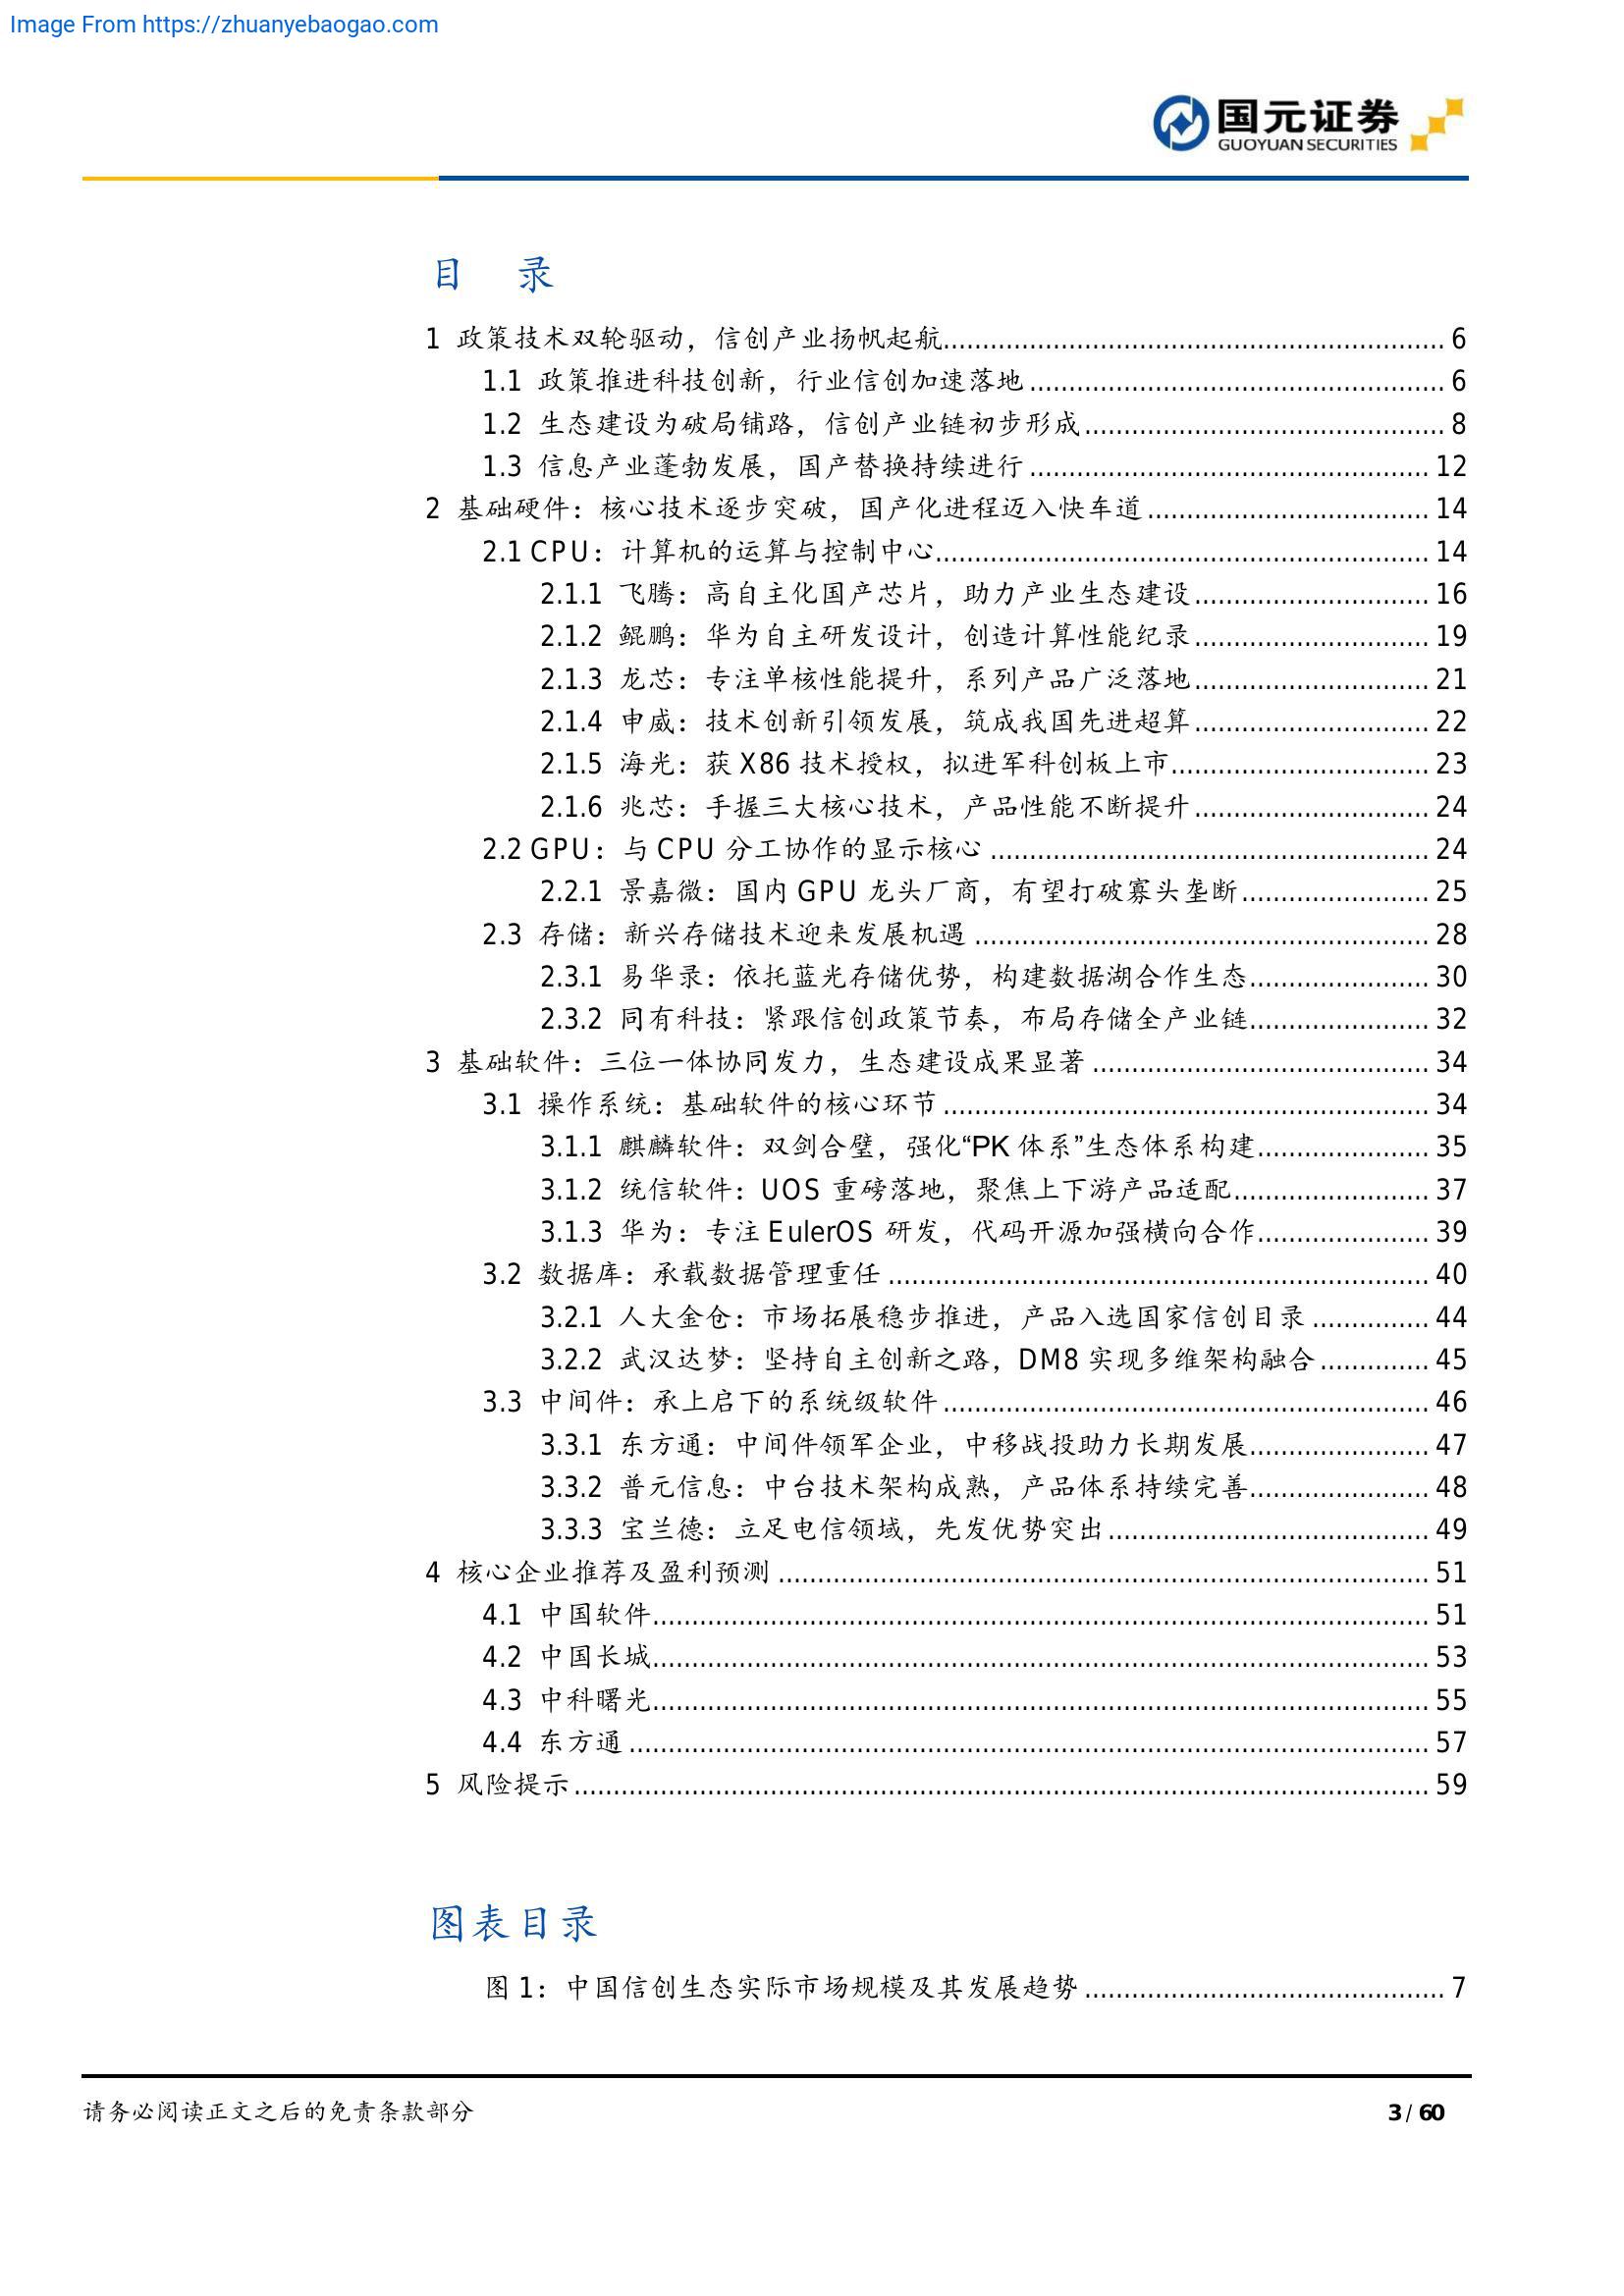 Image From https://zhuanyebaogao.com
国元证券
GUOYUAN SECURITIES
目 录
1 政策技术双轮驱动，信创产业扬帆起航................................................................ 6
1.1 政策推进科技创新，行业信创加速落地..................................................... 6
1.2 生态建设为破局铺路，信创产业链初步形成.............................................. 8
1.3 信息产业蓬勃发展，国产替换持续进行................................................... 12
2 基础硬件：核心技术逐步突破，国产化进程迈入快车道.................................... 14
2.1 CPU：计算机的运算与控制中心............................................................... 14
2.1.1 飞腾：高自主化国产芯片，助力产业生态建设.............................. 16
2.1.2 鲲鹏：华为自主研发设计，创造计算性能纪录.............................. 19
2.1.3 龙芯：专注单核性能提升，系列产品广泛落地.............................. 21
2.1.4 申威：技术创新引领发展，筑成我国先进超算.............................. 22
2.1.5 海光：获 X86 技术授权，拟进军科创板上市................................. 23
2.1.6 兆芯：手握三大核心技术，产品性能不断提升.............................. 24
2.2 GPU：与 CPU 分工协作的显示核心........................................................ 24
2.2.1 景嘉微：国内 GPU 龙头厂商，有望打破寡头垄断........................ 25
2.3 存储：新兴存储技术迎来发展机遇.......................................................... 28
2.3.1 易华录：依托蓝光存储优势，构建数据湖合作生态....................... 30
2.3.2 同有科技：紧跟信创政策节奏，布局存储全产业链....................... 32
3 基础软件：三位一体协同发力，生态建设成果显著........................................... 34
3.1 操作系统：基础软件的核心环节.............................................................. 34
3.1.1 麒麟软件：双剑合璧，强化“PK 体系”生态体系构建...................... 35
3.1.2 统信软件：UOS 重磅落地，聚焦上下游产品适配......................... 37
3.1.3 华为：专注 EulerOS 研发，代码开源加强横向合作...................... 39
3.2 数据库：承载数据管理重任..................................................................... 40
3.2.1 人大金仓：市场拓展稳步推进，产品入选国家信创目录............... 44
3.2.2 武汉达梦：坚持自主创新之路，DM8 实现多维架构融合.............. 45
3.3 中间件：承上启下的系统级软件.............................................................. 46
3.3.1 东方通：中间件领军企业，中移战投助力长期发展....................... 47
3.3.2 普元信息：中台技术架构成熟，产品体系持续完善....................... 48
3.3.3 宝兰德：立足电信领域，先发优势突出......................................... 49
4 核心企业推荐及盈利预测................................................................................... 51
4.1 中国软件................................................................................................... 51
4.2 中国长城................................................................................................... 53
4.3 中科曙光................................................................................................... 55
4.4 东方通...................................................................................................... 57
5 风险提示............................................................................................................. 59
图表目录
图 1：中国信创生态实际市场规模及其发展趋势.............................................. 7
请务必阅读正文之后的免责条款部分
3 / 60